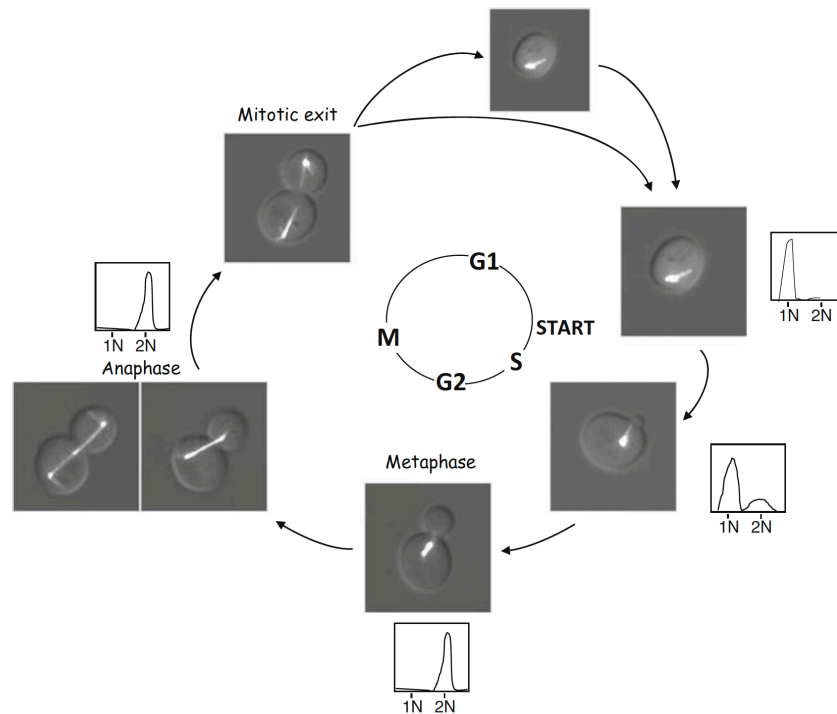 Mitotic exit
G1
1N 2N
START
M
S
G2
1N 2N
Anaphase
Metaphase
1N 2N
1N 2N